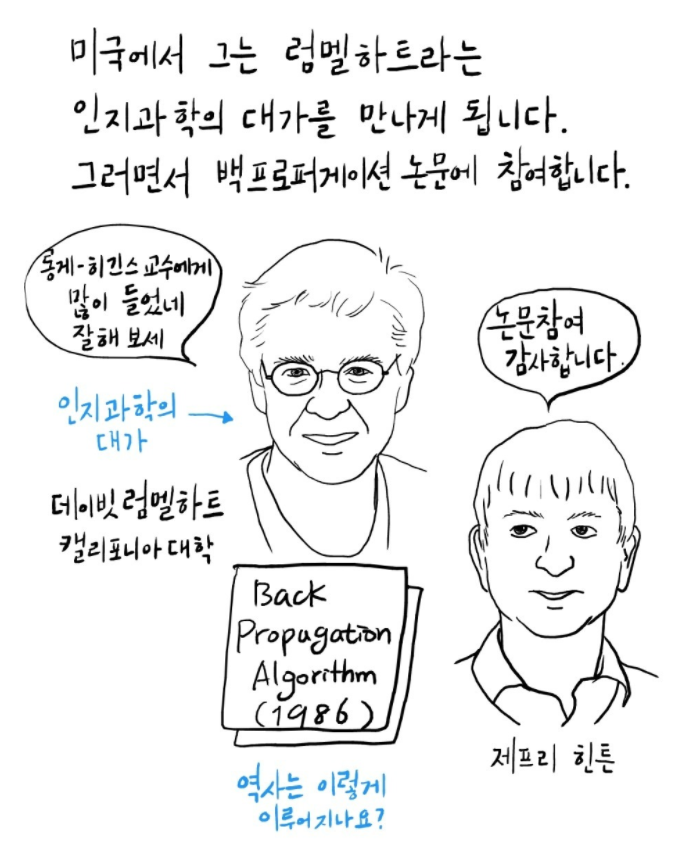 미국에서 그는 럼멜하트라는
인지과학의 대가를 만나게 됩니다.
그러면서 백프로퍼게이션 논문에 참여합니다.
롱게-히긴스 교수에게
많이 들었네
잘해 보세
논문참여
감사합니다.
인지과학의
대가
데이빗 럼멜하트
캘리포니아 대학
Back
Propugation
Algorithm
(1986)
제프리 힌튼
역사는 이렇게
이루어지나요?